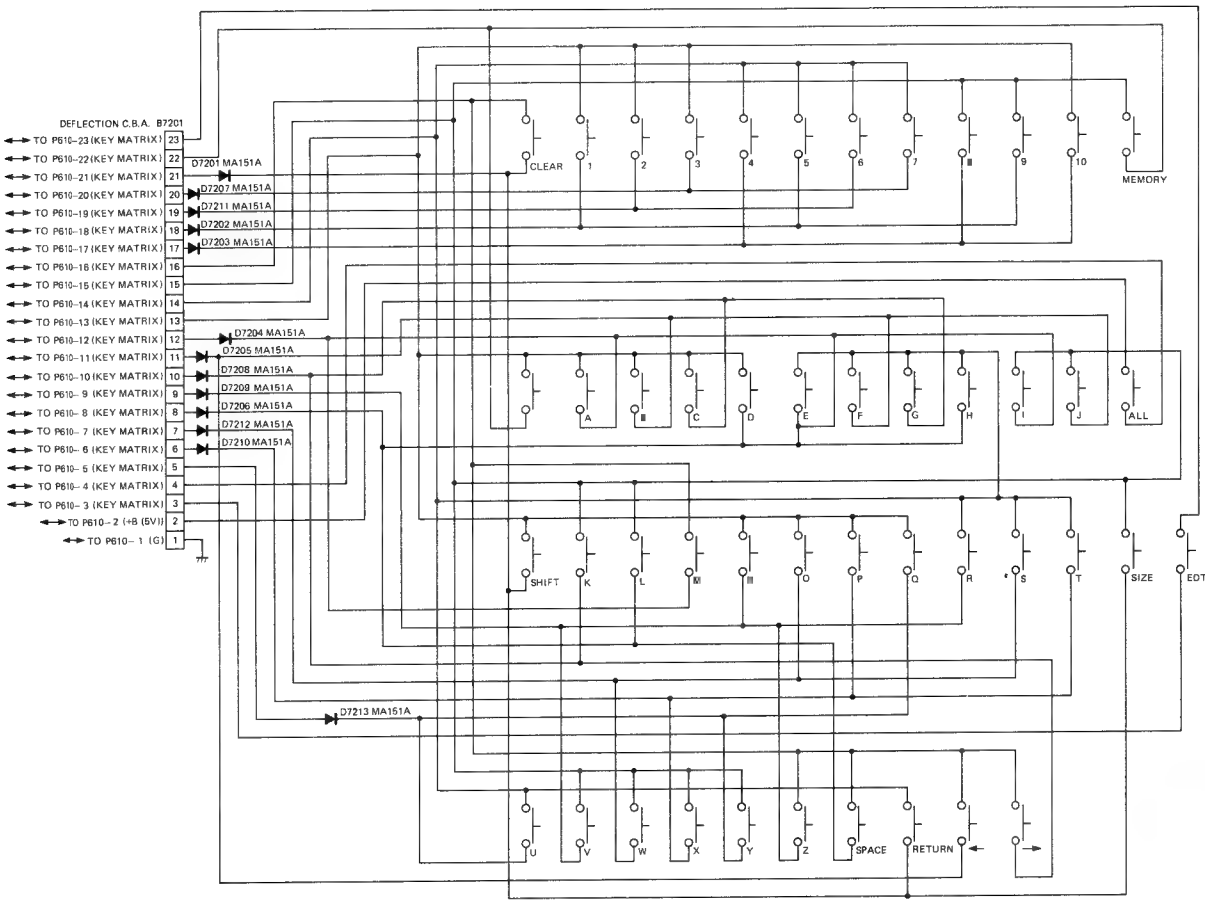 DEFLECTION C.B.A. B7201
TO P610-23 (KEY MATRIX) 23
TO P610-22 (KEY MATRIX) 22
TO P610-21 (KEY MATRIX) 21 D7201 MA151A
TO P610-20 (KEY MATRIX) 20 D7207 MA151A
TO P610-19 (KEY MATRIX) 19 D7211 MA151A
TO P610-18 (KEY MATRIX) 18 D7202 MA151A
TO P610-17 (KEY MATRIX) 17 D7203 MA151A
TO P610-16 (KEY MATRIX) 16
TO P610-15 (KEY MATRIX) 15
TO P610-14 (KEY MATRIX) 14
TO P610-13 (KEY MATRIX) 13
TO P610-12 (KEY MATRIX) 12 D7204 MA151A
TO P610-11 (KEY MATRIX) 11 D7205 MA151A
TO P610-10 (KEY MATRIX) 10 D7208 MA151A
TO P610-9 (KEY MATRIX) 9 D7209 MA151A
TO P610-8 (KEY MATRIX) 8 D7206 MA151A
TO P610-7 (KEY MATRIX) 7 D7212 MA151A
TO P610-6 (KEY MATRIX) 6 D7210 MA151A
TO P610-5 (KEY MATRIX) 5
TO P610-4 (KEY MATRIX) 4
TO P610-3 (KEY MATRIX) 3
TO P610-2 (+B (5V)) 2
TO P610-1 (G) 1
D7213 MA151A
CLEAR 1 2 3 4 5 6 7 9 10 MEMORY
A C D E F G H I J ALL
SHIFT K L M O P Q R S T SIZE EDT
U V W X Y Z SPACE RETURN ← →